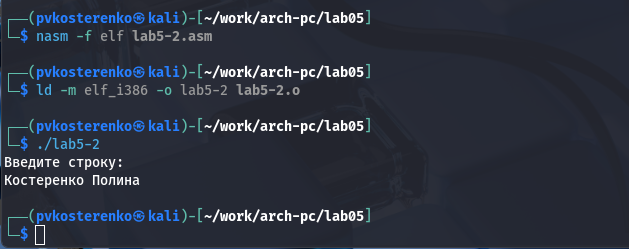 ┌──(pvkosterenko㉿kali)-[~/work/arch-pc/lab05]
└─$ nasm -f elf lab5-2.asm
┌──(pvkosterenko㉿kali)-[~/work/arch-pc/lab05]
└─$ ld -m elf_i386 -o lab5-2 lab5-2.o
┌──(pvkosterenko㉿kali)-[~/work/arch-pc/lab05]
└─$ ./lab5-2
Введите строку:
Костеренко Полина
┌──(pvkosterenko㉿kali)-[~/work/arch-pc/lab05]
└─$